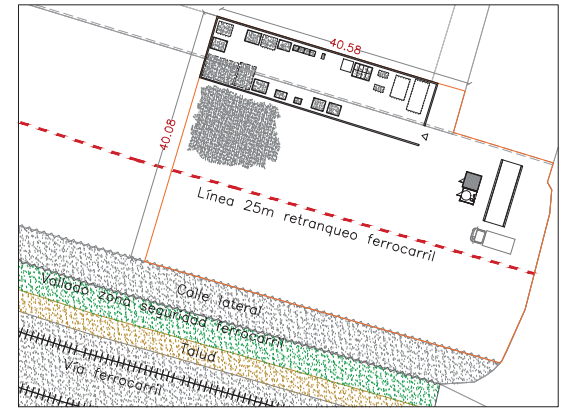 40.58
40.08
Línea 25m retranqueo ferrocarril
Calle lateral
Vallado zona seguridad ferrocarril
Talud
Vía ferrocarril